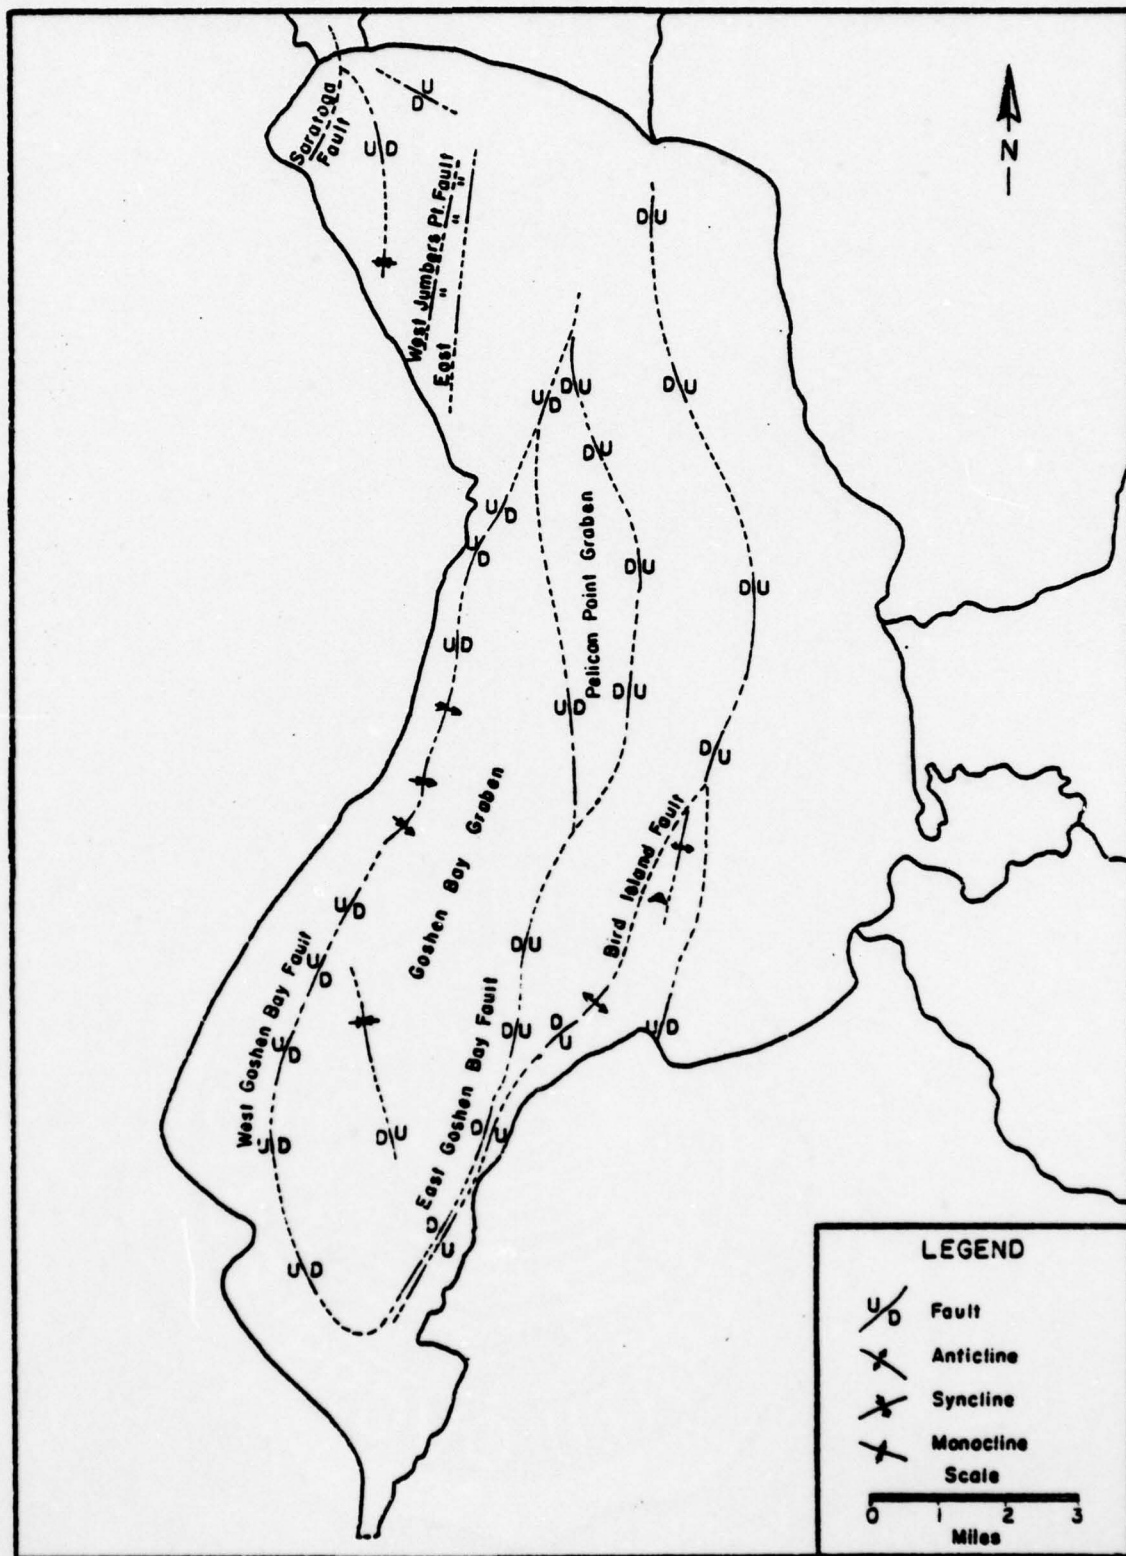 Saratoga
Fault
D U
U D
West Jumbers Pt. Fault
East " " "
N
D U
D U
U D
D U
D U
U D
U D
D U
D U
Pelican Point Graben
U D
D U
U D
D U
Goshen Bay Graben
Bird Island Fault
U D
West Goshen Bay Fault
U D
D U
East Goshen Bay Fault
U D
D U
D U
U D
U D
D U
D U
D U
U D
LEGEND
U D Fault
Anticline
Syncline
Monocline
Scale
0 1 2 3
Miles